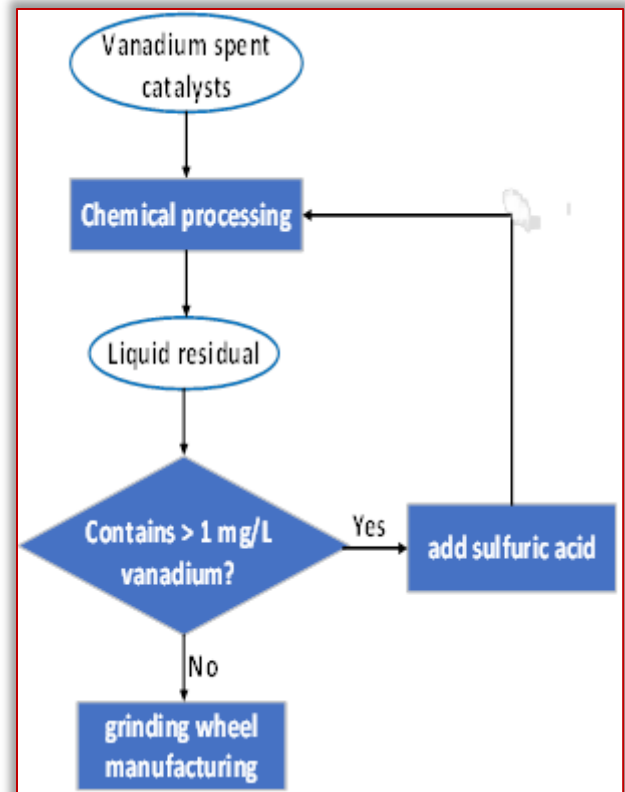 Vanadium spent
catalysts
Chemical processing
Liquid residual
Contains > 1 mg/L
vanadium?
Yes
add sulfuric acid
No
grinding wheel
manufacturing